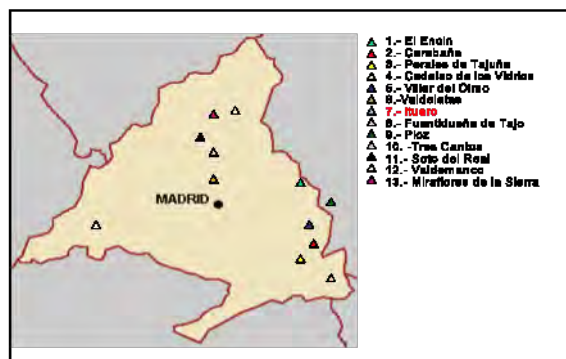 MADRID
1.- El Encin
2.- Carabaña
3.- Perales de Tajuña
4.- Cadalso de los Vidrios
5.- Villar del Olmo
6.-Valdelatas
7.- Ituero
8.- Fuentidueña de Tajo
9.- Pioz
10. -Tres Cantos
11.- Soto del Real
12.- Valdemanco
13.- Miraflores de la Sierra